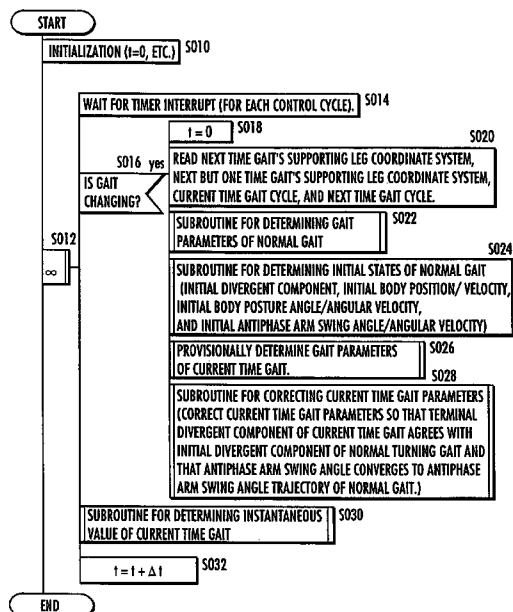 START
INITIALIZATION (t=0, ETC.) S010
WAIT FOR TIMER INTERRUPT (FOR EACH CONTROL CYCLE). S014
t = 0 S018
S020
S016 yes
IS GAIT
CHANGING?
READ NEXT TIME GAIT'S SUPPORTING LEG COORDINATE SYSTEM,
NEXT BUT ONE TIME GAIT'S SUPPORTING LEG COORDINATE SYSTEM,
CURRENT TIME GAIT CYCLE, AND NEXT TIME GAIT CYCLE.
S022
SUBROUTINE FOR DETERMINING GAIT
PARAMETERS OF NORMAL GAIT
S012
∞
S024
SUBROUTINE FOR DETERMINING INITIAL STATES OF NORMAL GAIT
(INITIAL DIVERGENT COMPONENT, INITIAL BODY POSITION/ VELOCITY,
INITIAL BODY POSTURE ANGLE/ANGULAR VELOCITY,
AND INITIAL ANTIPHASE ARM SWING ANGLE/ANGULAR VELOCITY)
S026
PROVISIONALLY DETERMINE GAIT PARAMETERS
OF CURRENT TIME GAIT.
S028
SUBROUTINE FOR CORRECTING CURRENT TIME GAIT PARAMETERS
(CORRECT CURRENT TIME GAIT PARAMETERS SO THAT TERMINAL
DIVERGENT COMPONENT OF CURRENT TIME GAIT AGREES WITH
INITIAL DIVERGENT COMPONENT OF NORMAL TURNING GAIT AND
THAT ANTIPHASE ARM SWING ANGLE CONVERGES TO ANTIPHASE
ARM SWING ANGLE TRAJECTORY OF NORMAL GAIT.)
SUBROUTINE FOR DETERMINING INSTANTANEOUS S030
VALUE OF CURRENT TIME GAIT
t = t + Δt S032
END